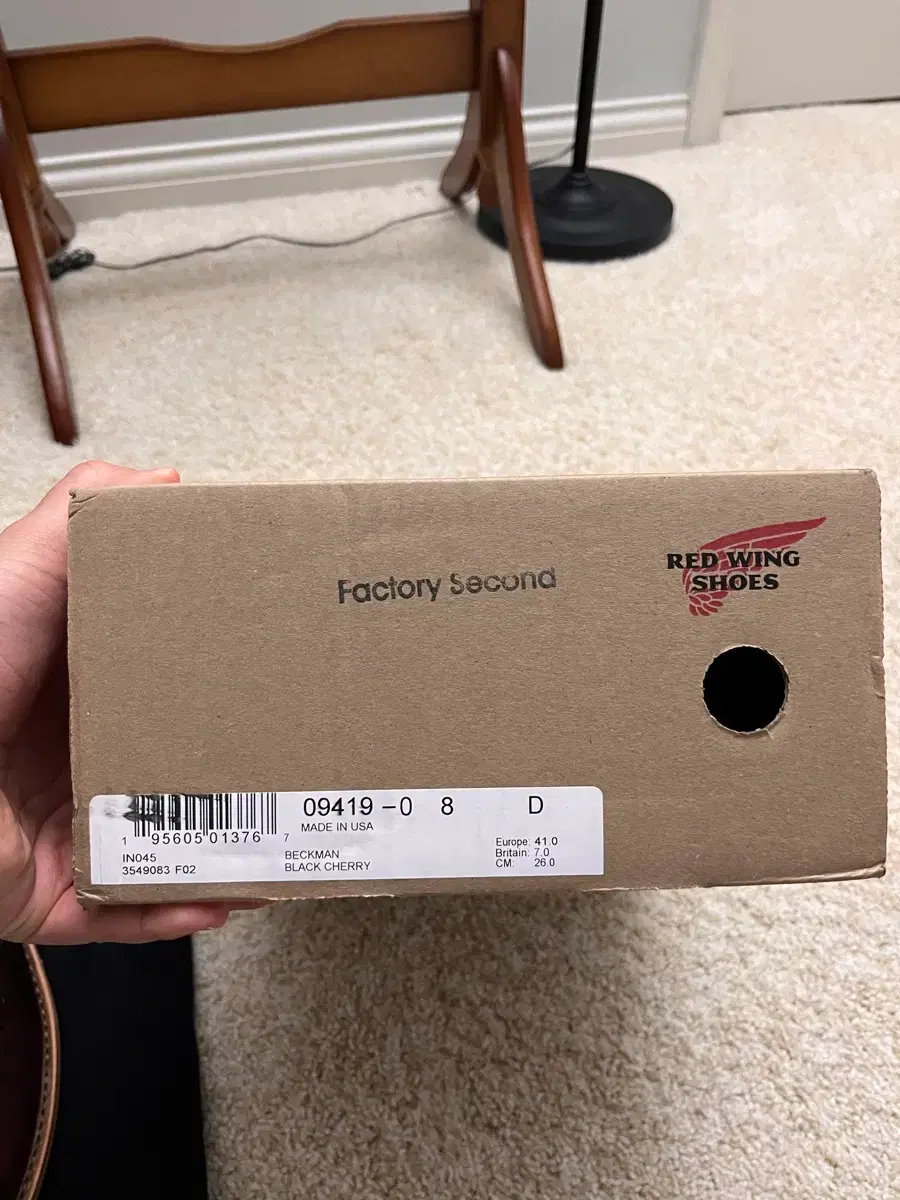 Factory Second
RED WING
SHOES
09419 -0 8 D
MADE IN USA
1 95605 01376 7
IN045
3549083 F02
BECKMAN
BLACK CHERRY
Europe: 41.0
Britain: 7.0
CM: 26.0